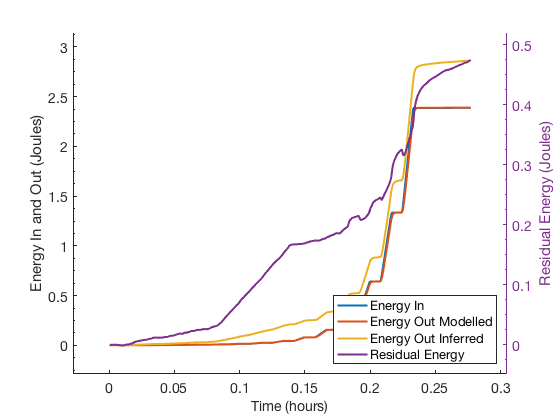 3
2.5
2
1.5
1
0.5
0
Energy In and Out (Joules)
0.5
0.4
0.3
0.2
0.1
0
Residual Energy (Joules)
Energy In
Energy Out Modelled
Energy Out Inferred
Residual Energy
0
0.05
0.1
0.15
0.2
0.25
0.3
Time (hours)